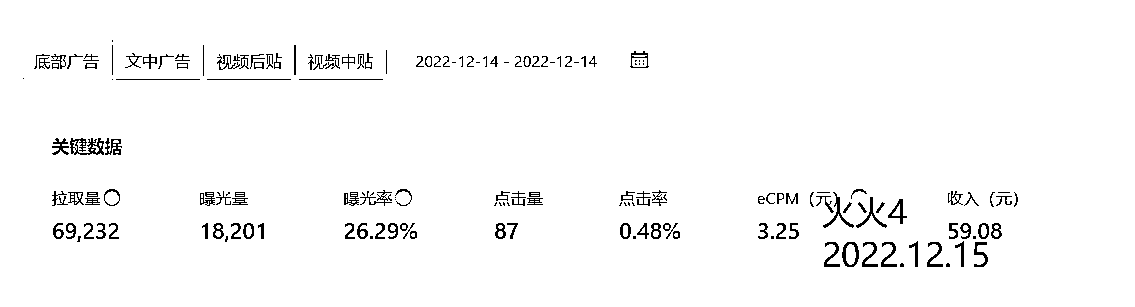 底部广告 文中广告 视频后贴 视频中贴 2022-12-14 - 2022-12-14
关键数据
拉取量 曝光量 曝光率 点击量 点击率 eCPM（元） 收入（元）
69,232 18,201 26.29% 87 0.48% 3.25 59.08
火火4
2022.12.15